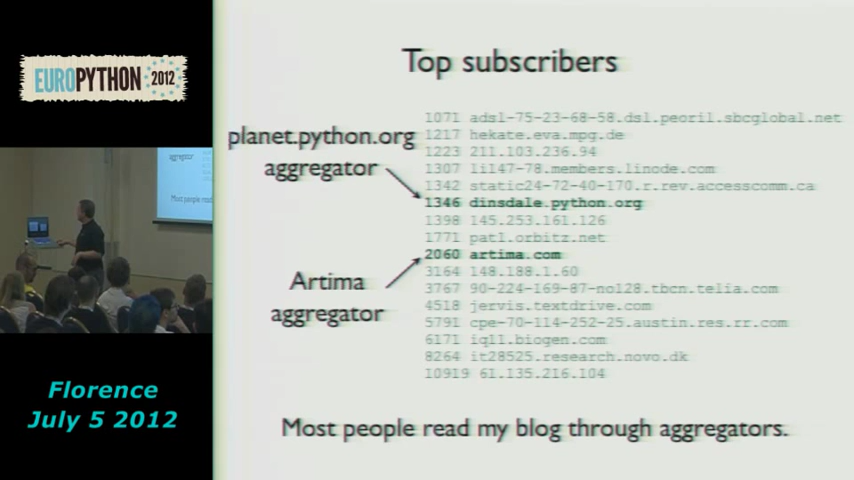 EUROPYTHON 2012
Florence
July 5 2012
Top subscribers
planet.python.org
aggregator
Artima
aggregator
1071 adsl-75-23-68-58.dsl.peoril.sbcglobal.net
1217 hekate.eva.mpg.de
1223 211.103.236.94
1307 li147-78.members.linode.com
1342 static24-72-40-170.r.rev.accesscomm.ca
1346 dinsdale.python.org
1398 145.253.161.126
1771 pat1.orbitz.net
2060 artima.com
3164 148.188.1.60
3767 90-224-169-87-no128.tbcn.telia.com
4518 jervis.textdrive.com
5791 cpe-70-114-252-25.austin.res.rr.com
6171 iq11.biogen.com
8264 it28525.research.novo.dk
10919 61.135.216.104
Most people read my blog through aggregators.
aggregator
Most people read